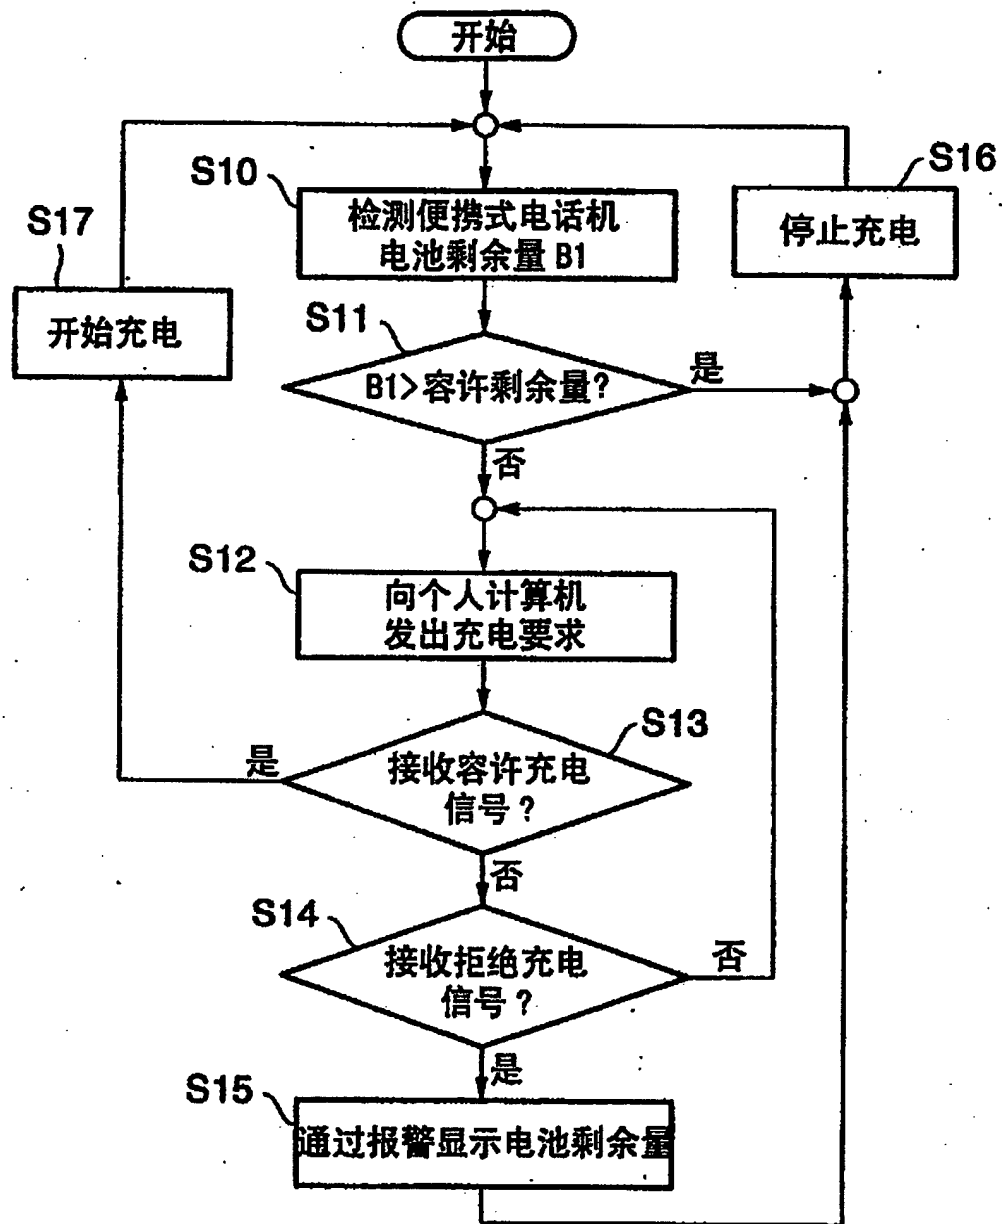 开始
S10
检测便携式电话机
电池剩余量 B1
S16
停止充电
S17
开始充电
S11
B1>容许剩余量?
是
否
S12
向个人计算机
发出充电要求
S13
接收容许充电
信号?
是
否
S14
接收拒绝充电
信号?
否
是
S15
通过报警显示电池剩余量